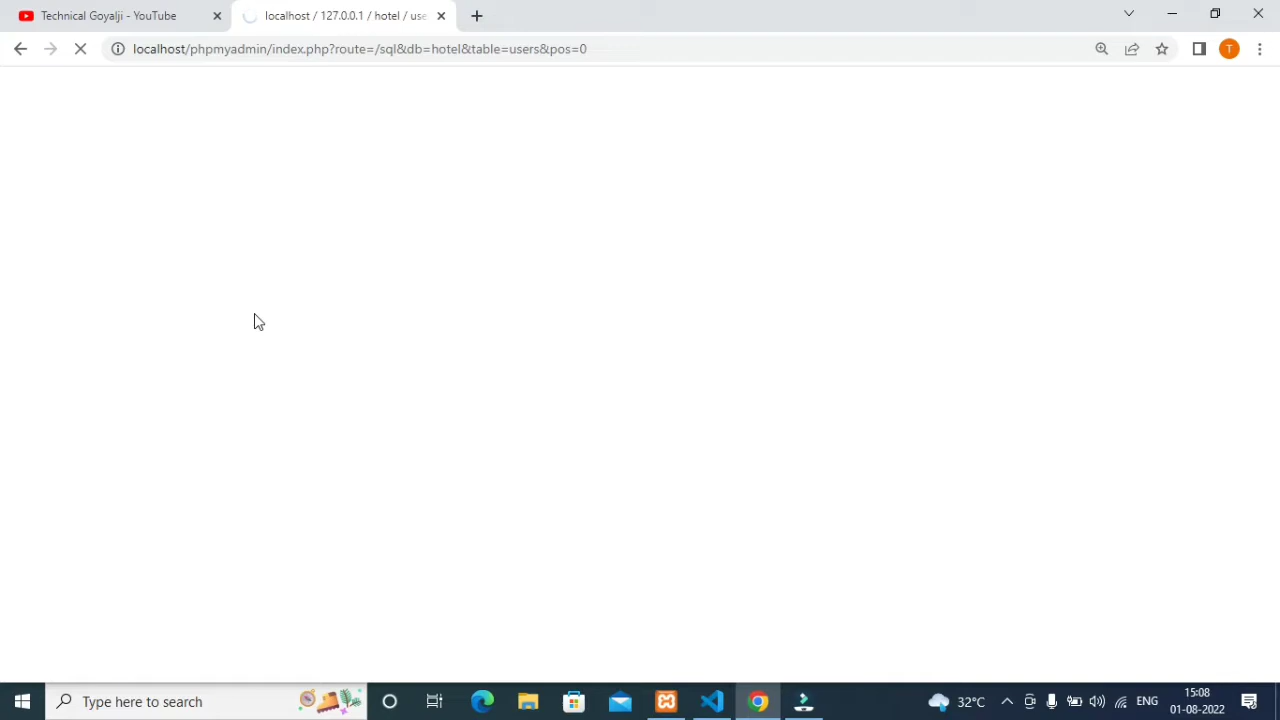 Technical Goyalji - YouTube
localhost / 127.0.0.1 / hotel / use
localhost/phpmyadmin/index.php?route=/sql&db=hotel&table=users&pos=0
T
Type here to search
32°C
ENG
15:08
01-08-2022